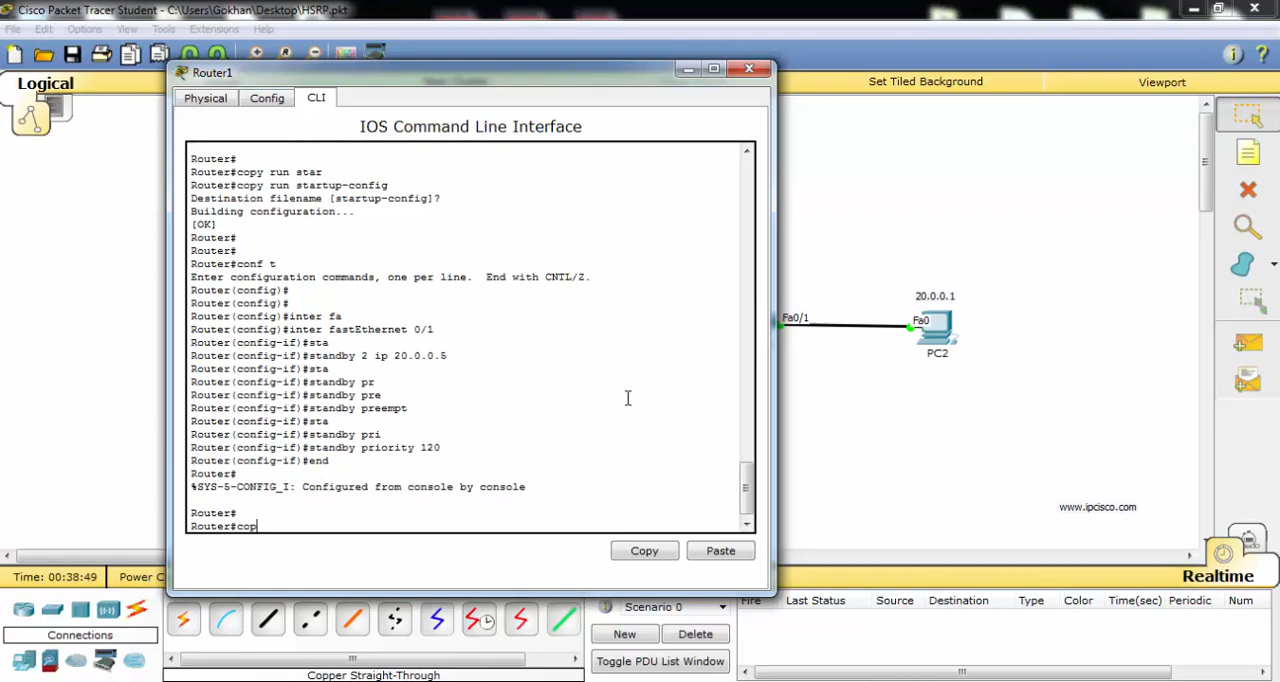 Cisco Packet Tracer Student - C:\Users\Gokhan\Desktop\HSRP.pkt
File Edit Options View Tools Extensions Help
Logical
Set Tiled Background
Viewport
Router1
Physical Config CLI
IOS Command Line Interface
Router#
Router#copy run star
Router#copy run startup-config
Destination filename [startup-config]?
Building configuration...
[OK]
Router#
Router#
Router#conf t
Enter configuration commands, one per line.  End with CNTL/Z.
Router(config)#
Router(config)#
Router(config)#inter fa
Router(config)#inter fastEthernet 0/1
Router(config-if)#sta
Router(config-if)#standby 2 ip 20.0.0.5
Router(config-if)#sta
Router(config-if)#standby pr
Router(config-if)#standby pre
Router(config-if)#standby preempt
Router(config-if)#sta
Router(config-if)#standby pri
Router(config-if)#standby priority 120
Router(config-if)#end
Router#
%SYS-5-CONFIG_I: Configured from console by console
Router#
Router#cop
Copy Paste
20.0.0.1
Fa0/1 Fa0
PC2
www.ipcisco.com
Time: 00:38:49 Power C
Realtime
Connections
Copper Straight-Through
Scenario 0
New Delete
Toggle PDU List Window
Fire Last Status Source Destination Type Color Time(sec) Periodic Num